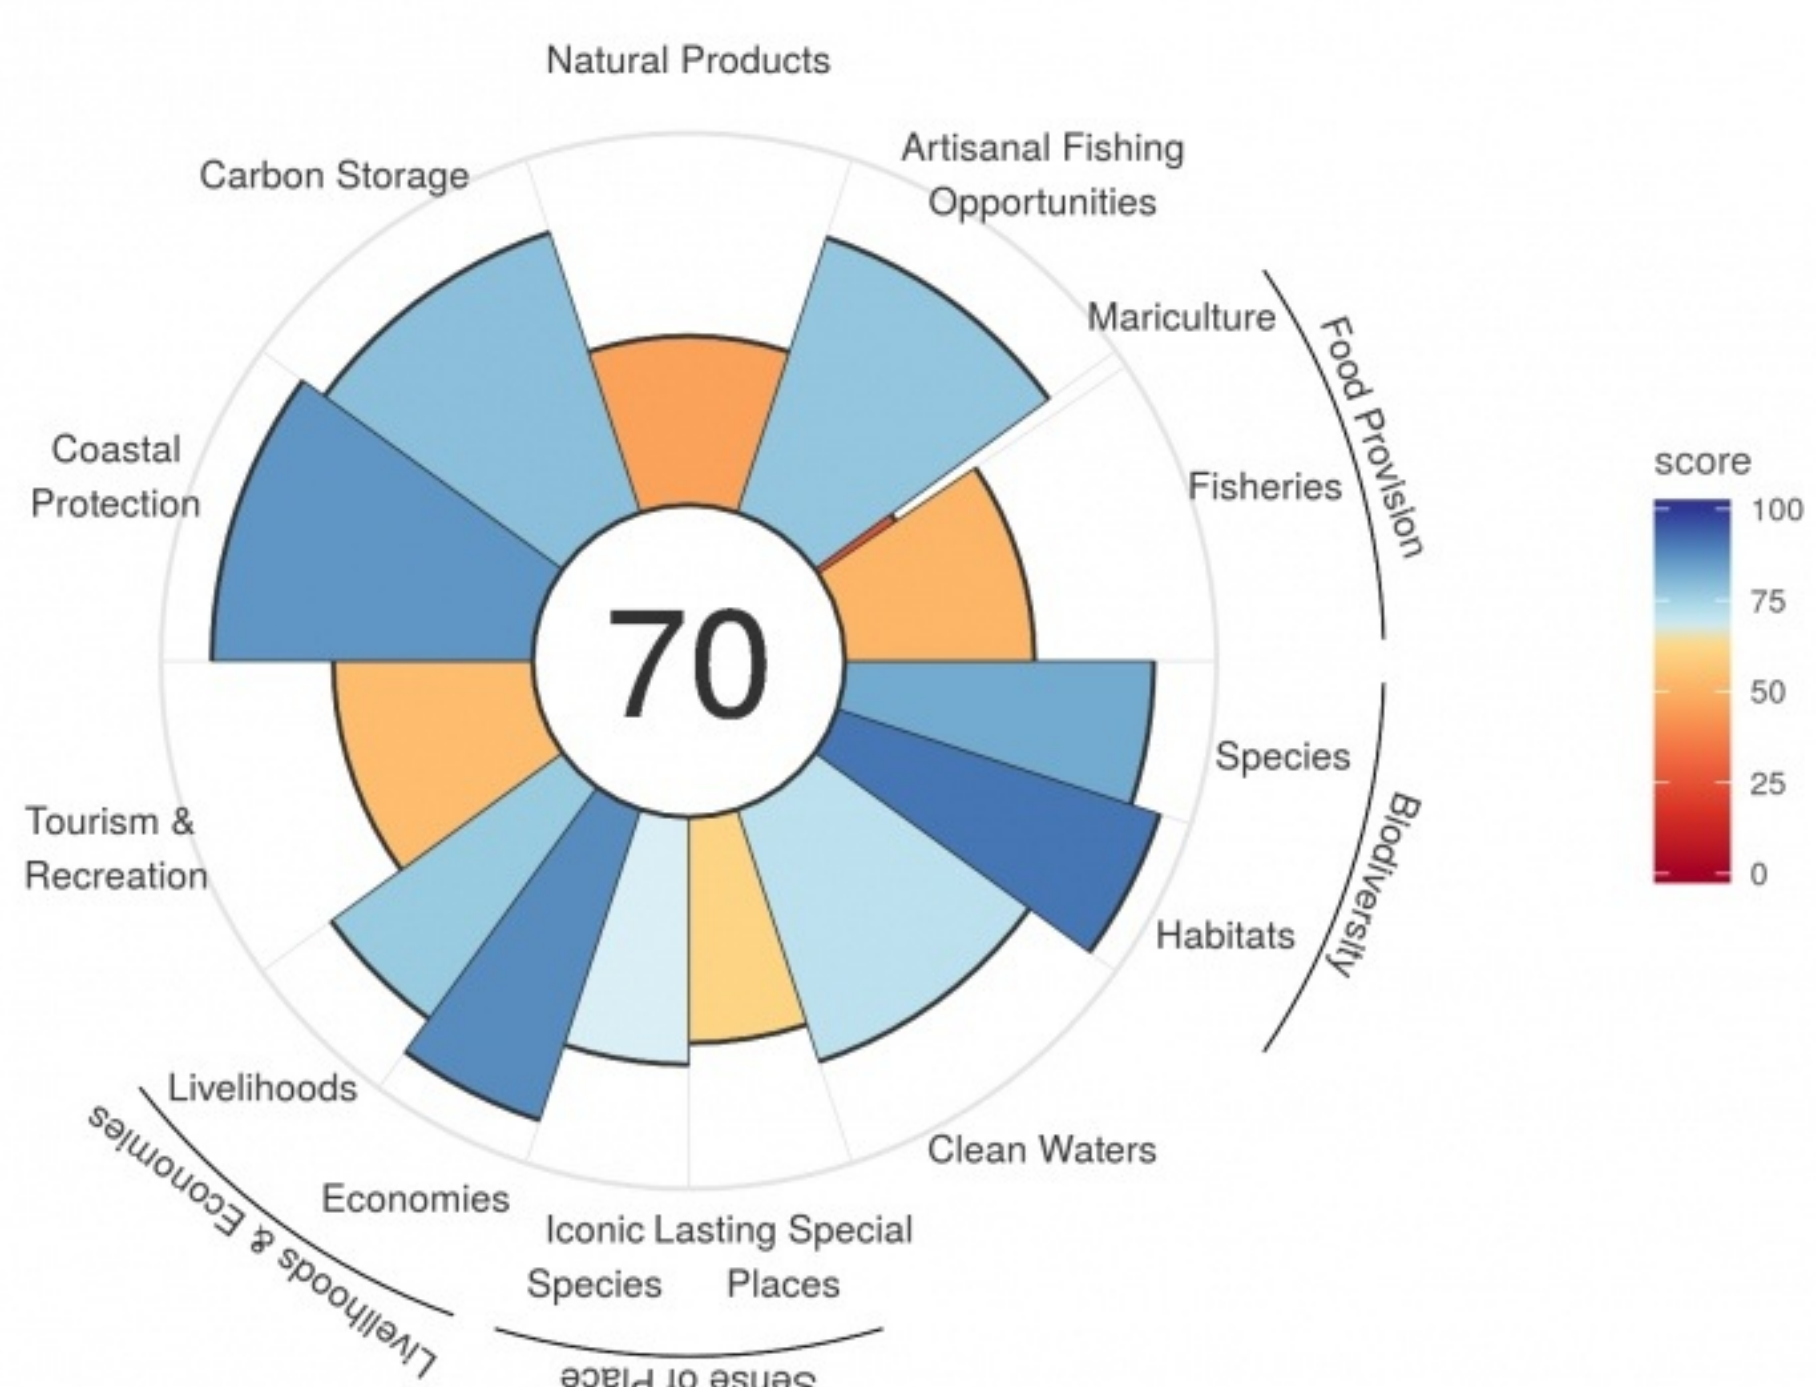 Natural Products
Artisanal Fishing
Opportunities
Carbon Storage
Mariculture
Food Provision
Coastal
Protection
Fisheries
score
100
75
50
25
0
70
Species
Biodiversity
Tourism &
Recreation
Habitats
Livelihoods
Clean Waters
Livelihoods & Economies
Economies
Iconic
Species
Lasting Special
Places
Sense of Place